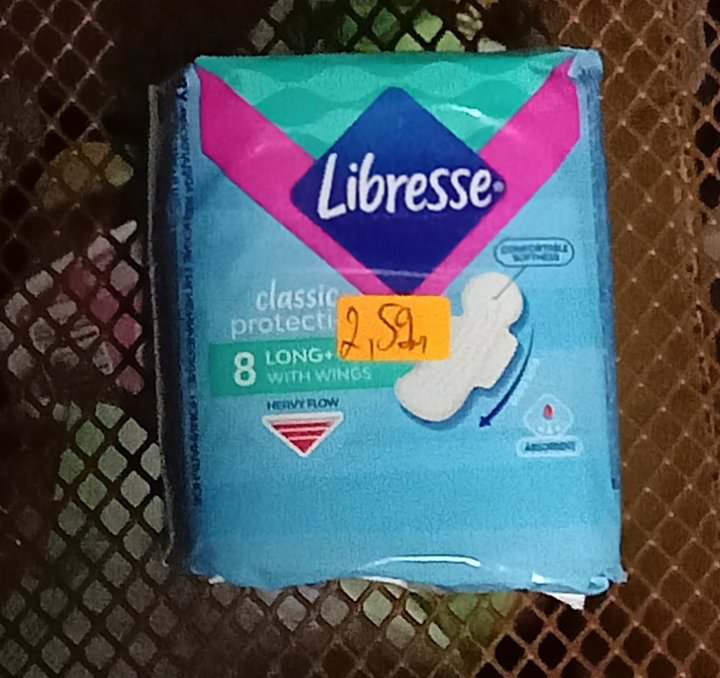 Libresse
COMFORTABLE
SOFTNESS
classic
protecti
2,59
8 LONG+
WITH WINGS
HEAVY FLOW
ABSORBENT